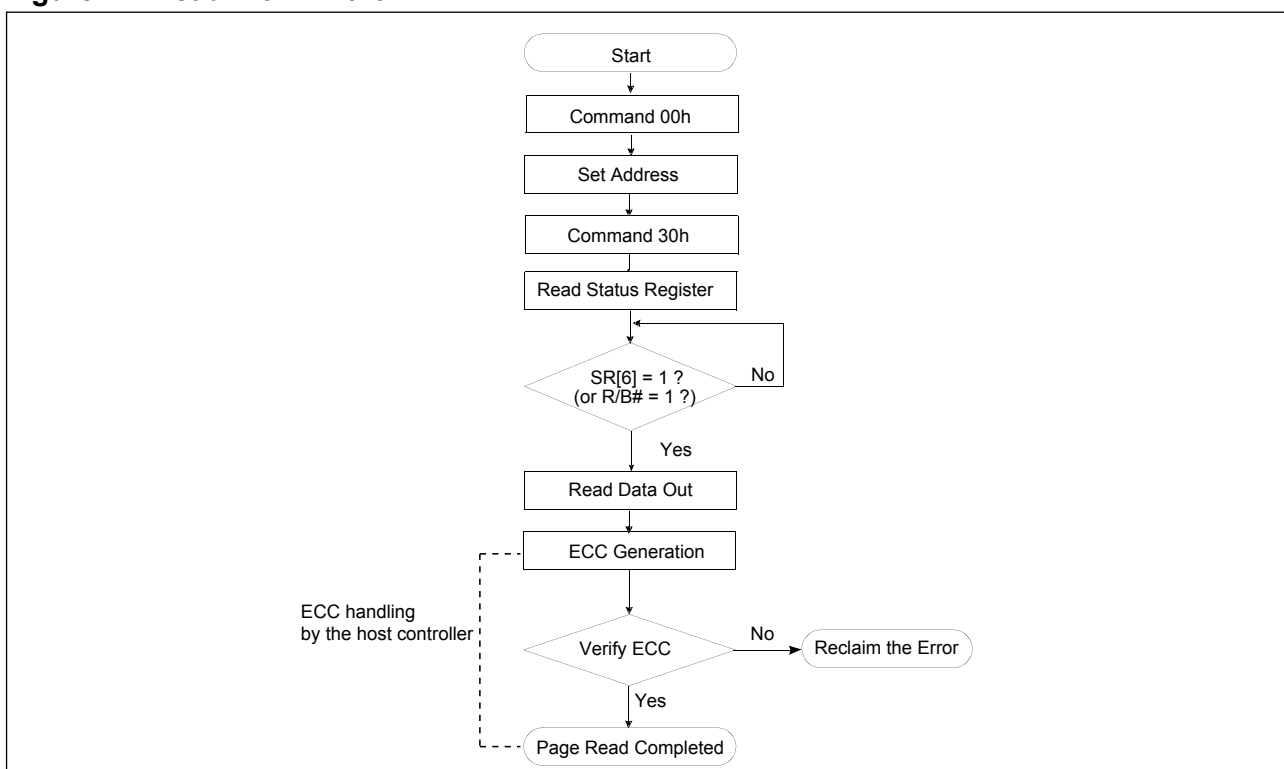 Start
Command 00h
Set Address
Command 30h
Read Status Register
SR[6] = 1 ?
(or R/B# = 1 ?)
No
Yes
Read Data Out
ECC Generation
ECC handling
by the host controller
Verify ECC
No
Reclaim the Error
Yes
Page Read Completed